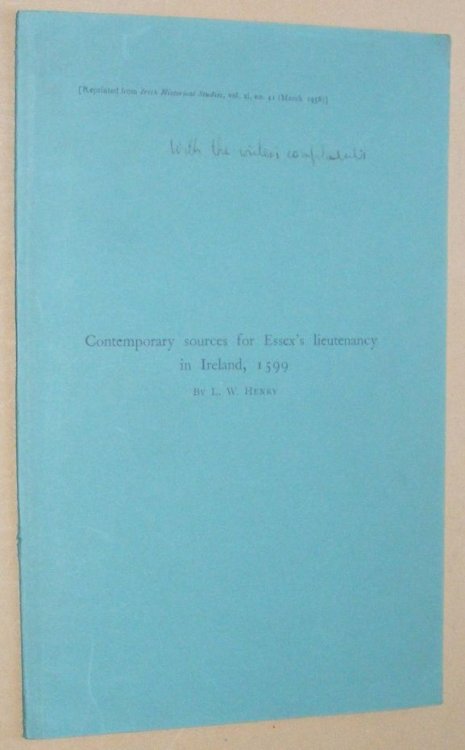 [Reprinted from Irish Historical Studies, vol. xi, no. 41 (March 1958)]
With the writers compliments
Contemporary sources for Essex's lieutenancy
in Ireland, 1599
By L. W. Henry